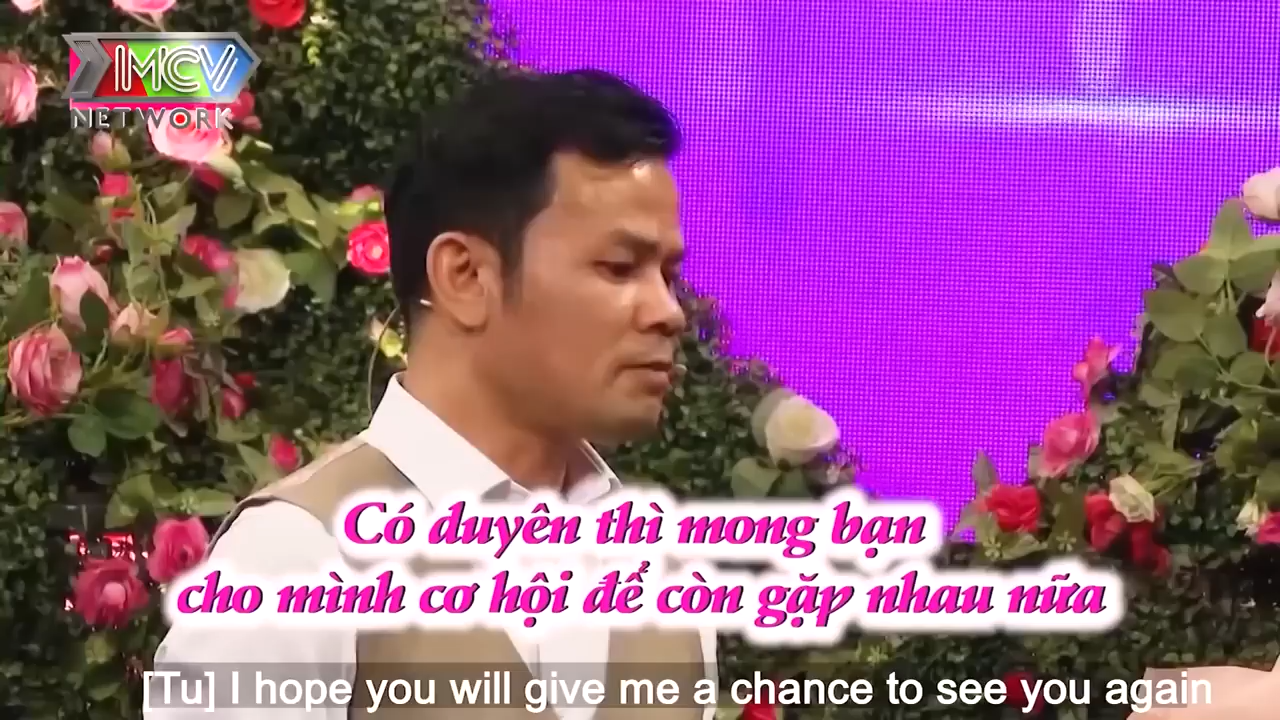 MCV
NETWORK
Có duyên thì mong bạn
cho mình cơ hội để còn gặp nhau nữa
[Tu] I hope you will give me a chance to see you again